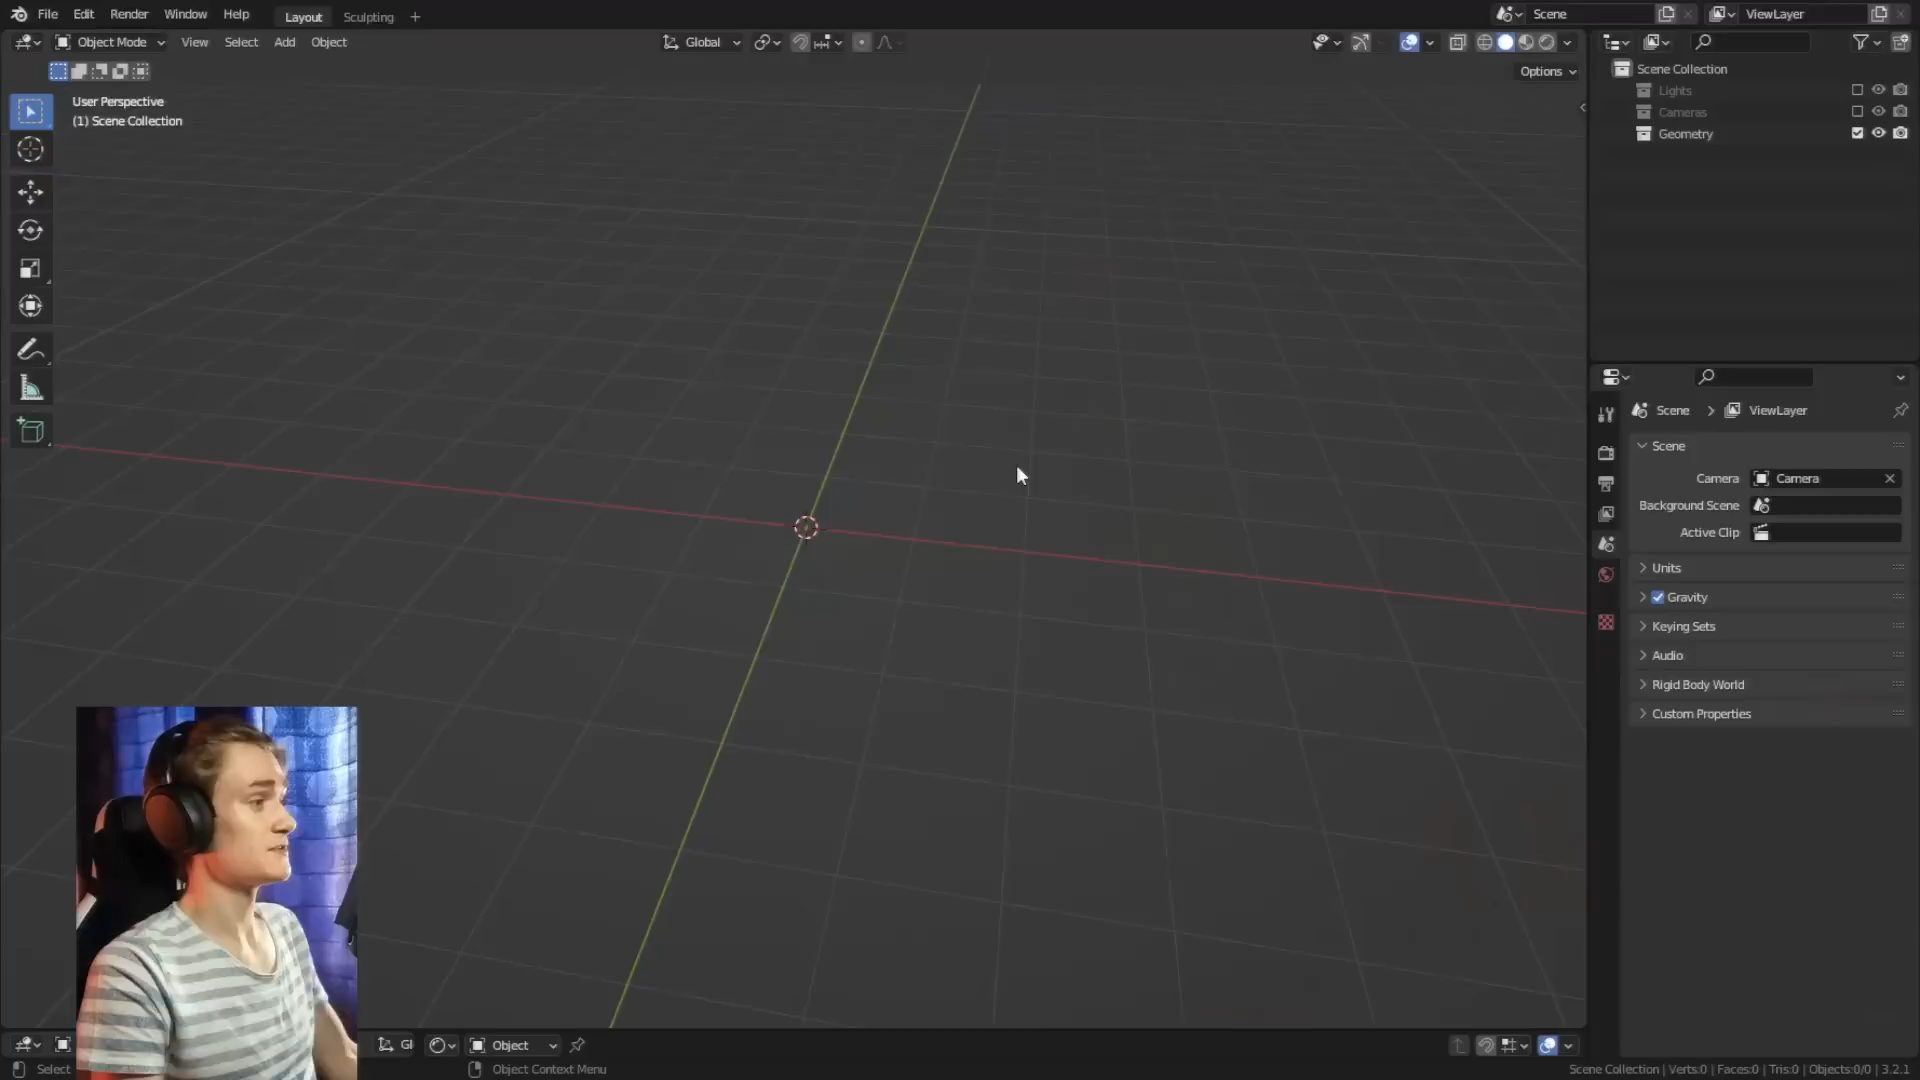 File Edit Render Window Help Layout Sculpting + Scene ViewLayer
Object Mode View Select Add Object Global
Options
User Perspective
(1) Scene Collection
Scene Collection
Lights
Cameras
Geometry
Scene > ViewLayer
Scene
Camera Camera
Background Scene
Active Clip
Units
Gravity
Keying Sets
Audio
Rigid Body World
Custom Properties
Gl Object
Select Object Context Menu Scene Collection | Verts:0 | Faces:0 | Tris:0 | Objects:0/0 | 3.2.1